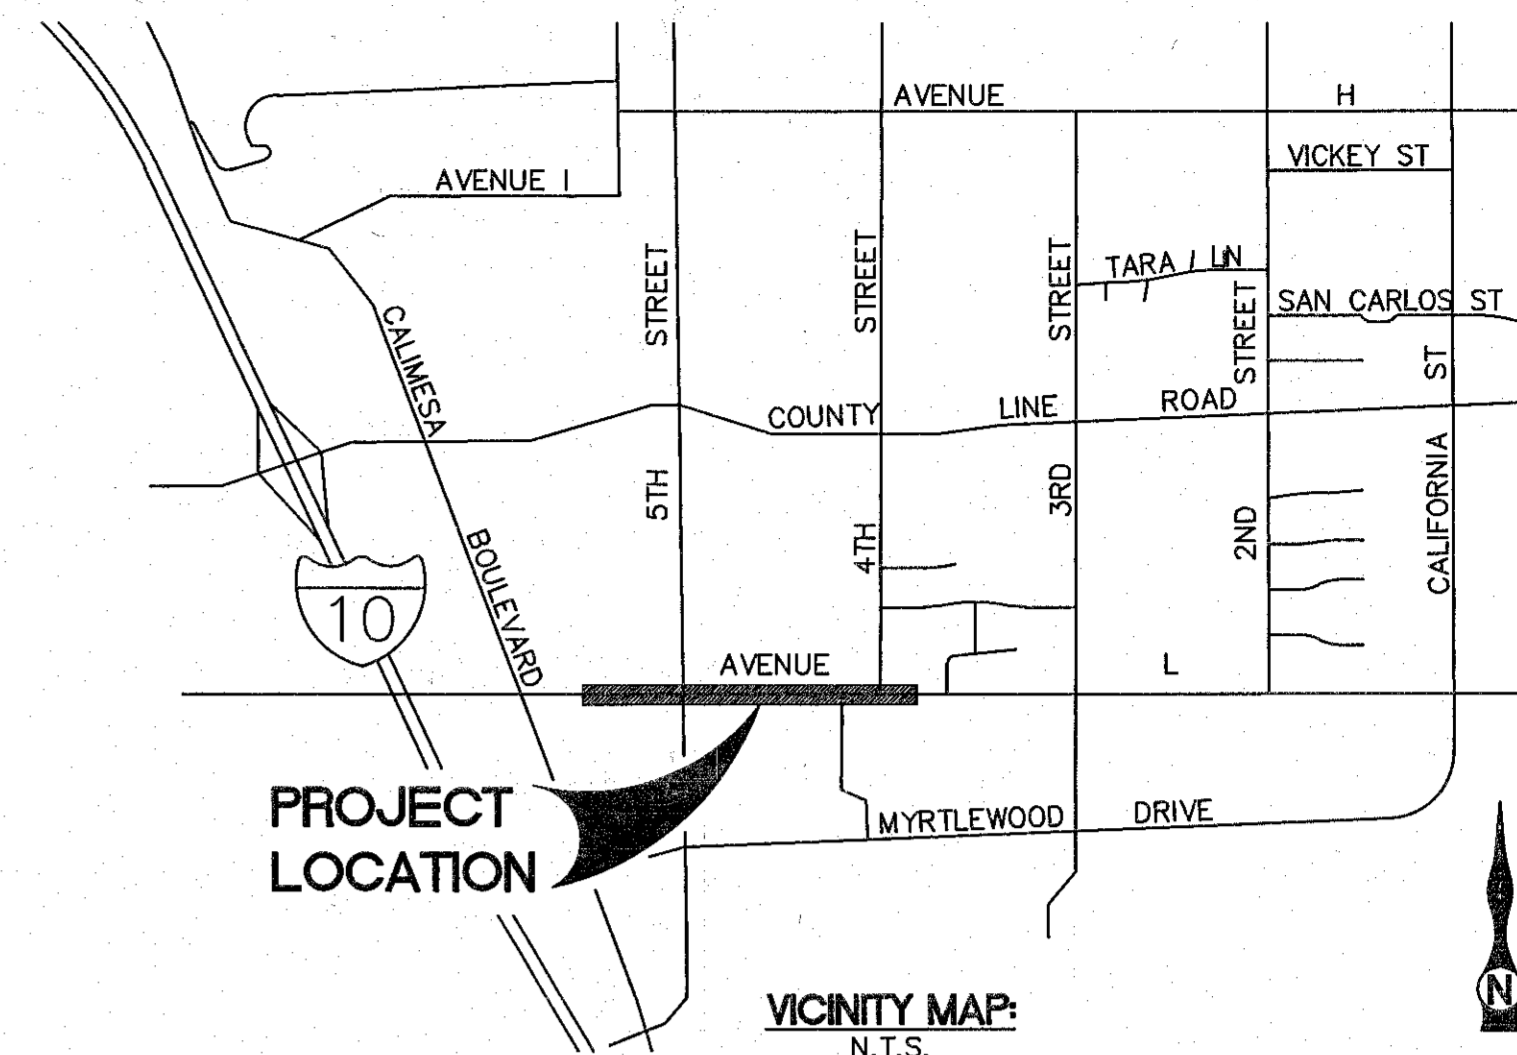 AVENUE H
VICKEY ST
AVENUE I
STREET
STREET
STREET
TARA LN
STREET
SAN CARLOS ST
ST
CALIMESA
COUNTY LINE ROAD
5TH
4TH
3RD
2ND
CALIFORNIA
BOULEVARD
10
AVENUE L
PROJECT
LOCATION
MYRTLEWOOD DRIVE
N
VICINITY MAP:
N.T.S.